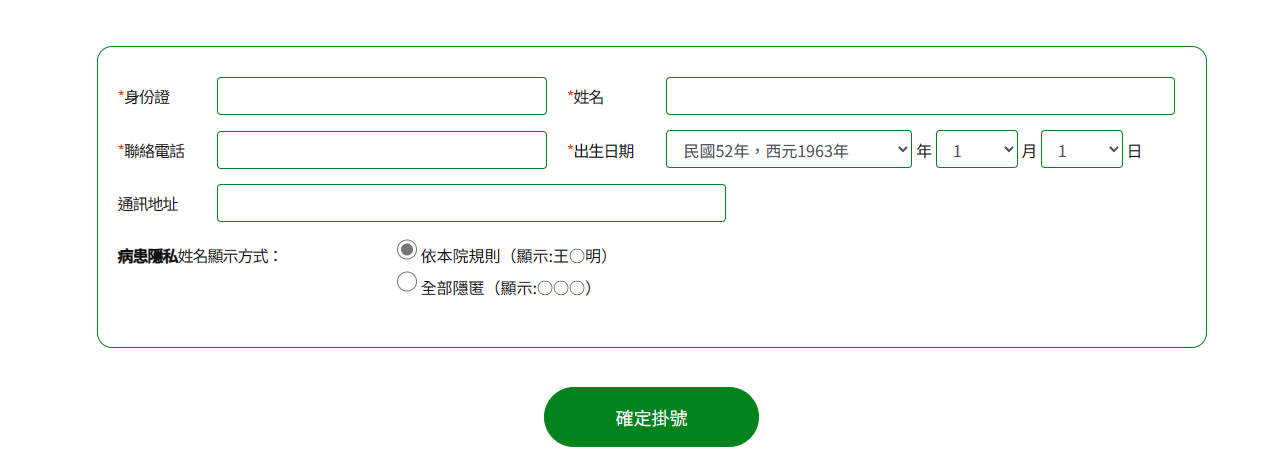 *身份證 *姓名
*聯絡電話 *出生日期 民國52年，西元1963年 年 1 月 1 日
通訊地址
病患隱私姓名顯示方式： 依本院規則（顯示:王〇明）
全部隱匿（顯示:〇〇〇）
確定掛號